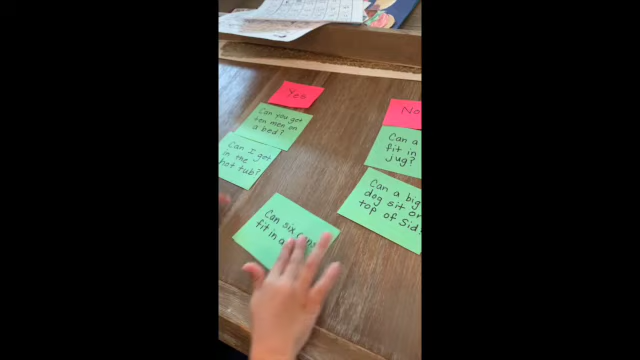 Yes
Can you get
ten men on
a bed?
Can I get
in the
hot tub?
No
Can a
fit in
jug?
Can a big
dog sit on
top of Sid?
Can six
fit in a